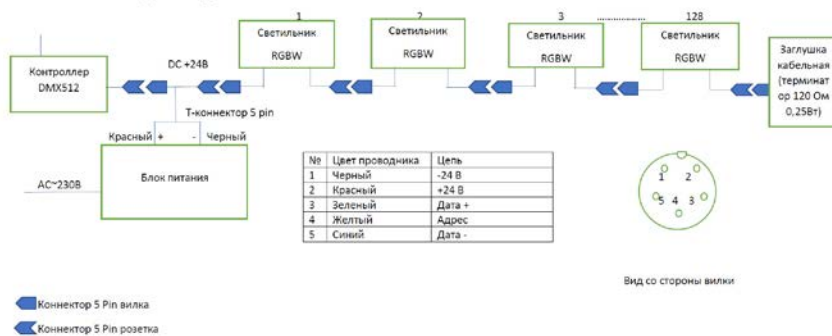 1 2 3 ................ 128
Светильник
RGBW
Светильник
RGBW
Светильник
RGBW
Светильник
RGBW
Контроллер
DMX512
DC +24В
Заглушка
кабельная
(терминат
ор 120 Ом
0,25Вт)
Т-коннектор 5 pin
Красный + - Черный
Блок питания
AC~230В
№ Цвет проводника Цепь
1 Черный -24 В
2 Красный +24 В
3 Зеленый Дата +
4 Желтый Адрес
5 Синий Дата -
1 2
5 4 3
Вид со стороны вилки
Коннектор 5 Pin вилка
Коннектор 5 Pin розетка